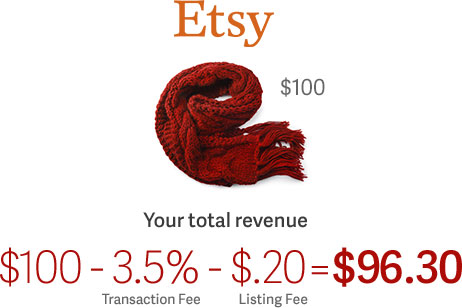 Etsy
$100
Your total revenue
$100 - 3.5% - $.20 = $96.30
Transaction Fee Listing Fee